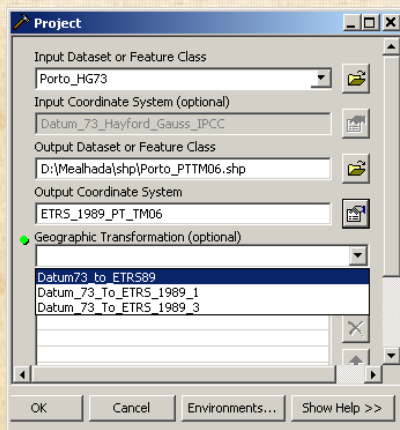 Project
Input Dataset or Feature Class
Porto_HG73
Input Coordinate System (optional)
Datum_73_Hayford_Gauss_IPCC
Output Dataset or Feature Class
D:\Mealhada\shp\Porto_PTTM06.shp
Output Coordinate System
ETRS_1989_PT_TM06
Geographic Transformation (optional)
Datum73_to_ETRS89
Datum_73_To_ETRS_1989_1
Datum_73_To_ETRS_1989_3
OK
Cancel
Environments...
Show Help >>